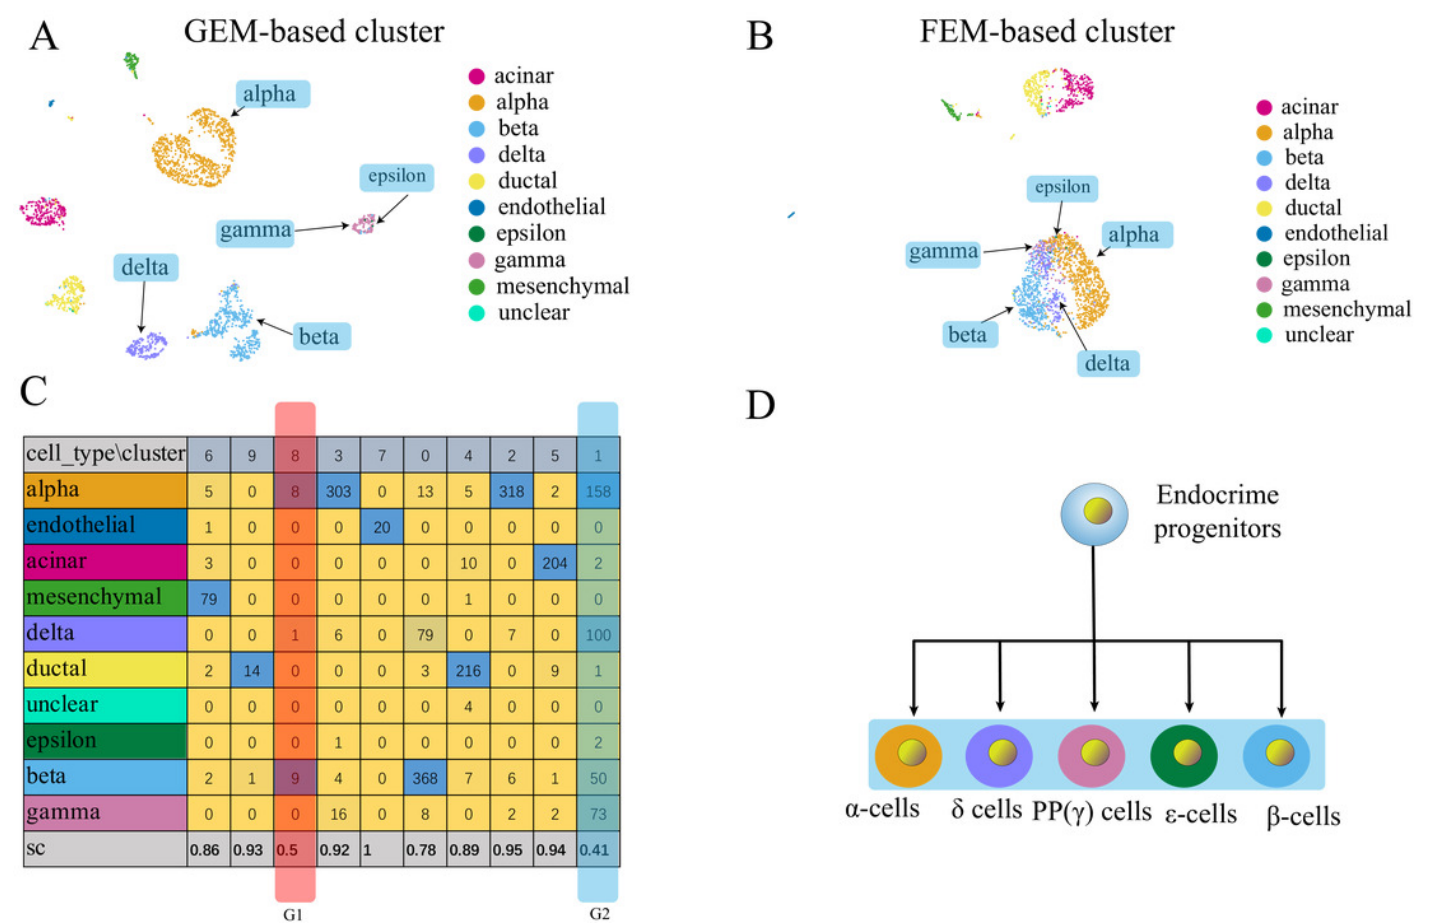 A
GEM-based cluster
alpha
epsilon
gamma
delta
beta
acinar
alpha
beta
delta
ductal
endothelial
epsilon
gamma
mesenchymal
unclear
B
FEM-based cluster
epsilon
gamma
alpha
beta
delta
acinar
alpha
beta
delta
ductal
endothelial
epsilon
gamma
mesenchymal
unclear
C
cell_type\cluster 6 9 8 3 7 0 4 2 5 1
alpha 5 0 8 303 0 13 5 318 2 158
endothelial 1 0 0 0 20 0 0 0 0 0
acinar 3 0 0 0 0 0 10 0 204 2
mesenchymal 79 0 0 0 0 0 1 0 0 0
delta 0 0 1 6 0 79 0 7 0 100
ductal 2 14 0 0 0 3 216 0 9 1
unclear 0 0 0 0 0 0 4 0 0 0
epsilon 0 0 0 1 0 0 0 0 0 2
beta 2 1 9 4 0 368 7 6 1 50
gamma 0 0 0 16 0 8 0 2 2 73
sc 0.86 0.93 0.5 0.92 1 0.78 0.89 0.95 0.94 0.41
G1
G2
D
Endocrime
progenitors
α-cells
δ cells
PP(γ) cells
ε-cells
β-cells